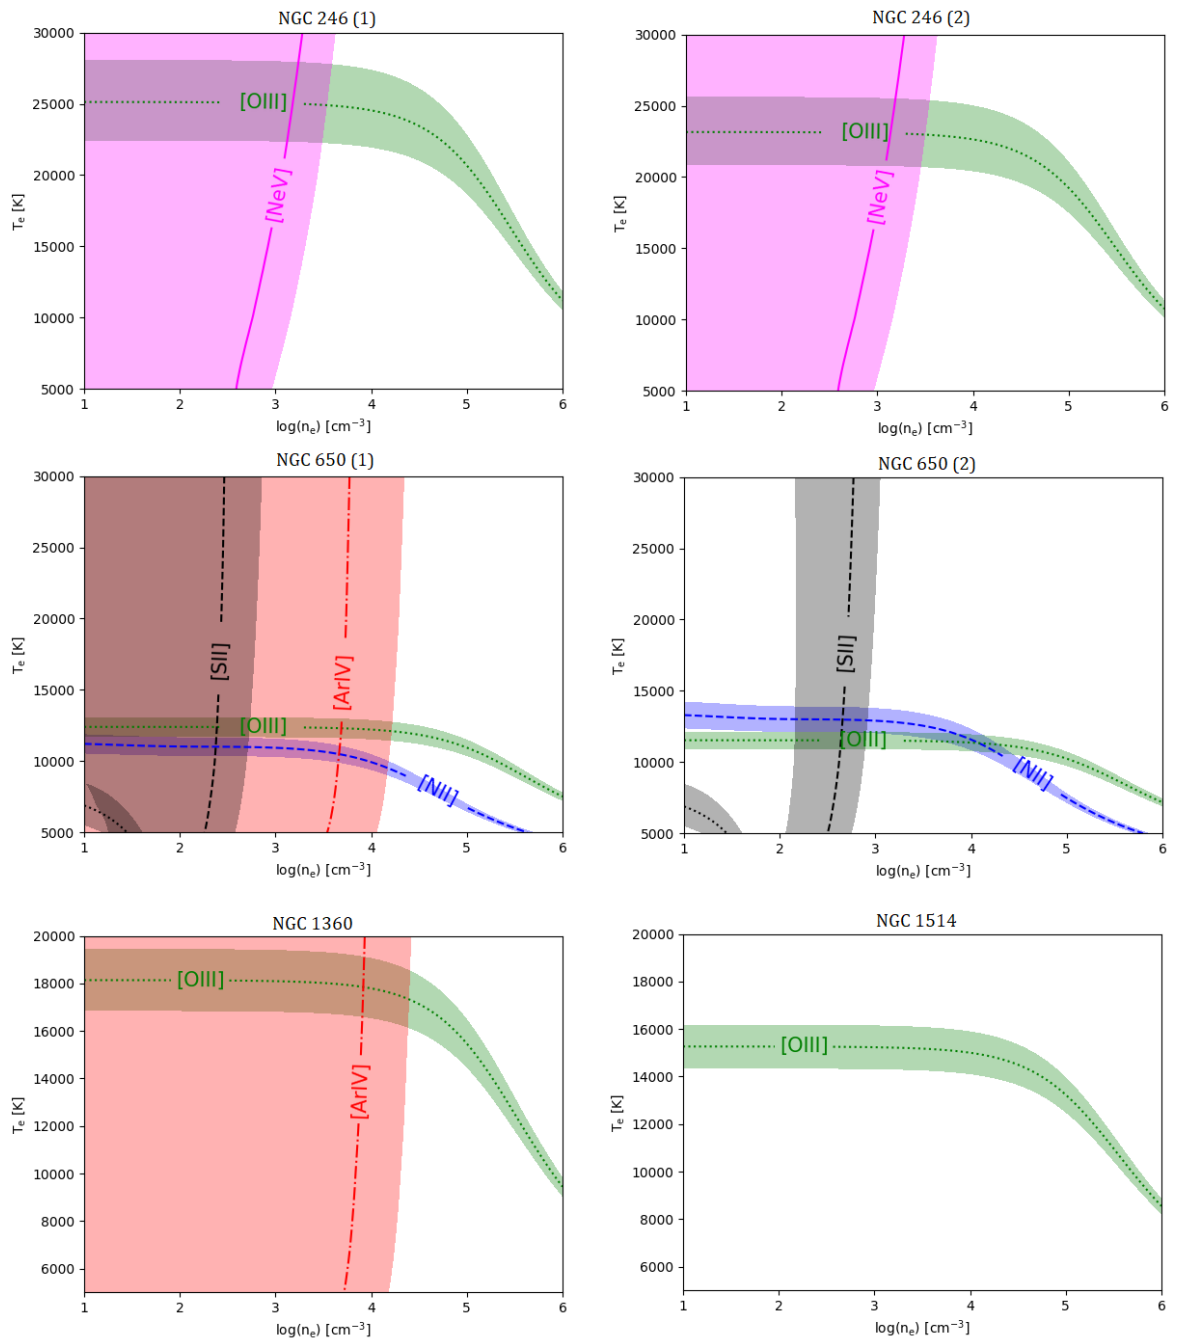 NGC 246 (1)
30000
25000
20000
15000
10000
5000
Tₑ [K]
[OIII]
[NeV]
1 2 3 4 5 6
log(nₑ) [cm⁻³]
NGC 246 (2)
30000
25000
20000
15000
10000
5000
Tₑ [K]
[OIII]
[NeV]
1 2 3 4 5 6
log(nₑ) [cm⁻³]
NGC 650 (1)
30000
25000
20000
15000
10000
5000
Tₑ [K]
[SII]
[ArIV]
[OIII]
[NII]
1 2 3 4 5 6
log(nₑ) [cm⁻³]
NGC 650 (2)
30000
25000
20000
15000
10000
5000
Tₑ [K]
[SII]
[OIII]
[NII]
1 2 3 4 5 6
log(nₑ) [cm⁻³]
NGC 1360
20000
18000
16000
14000
12000
10000
8000
6000
Tₑ [K]
[OIII]
[ArIV]
1 2 3 4 5 6
log(nₑ) [cm⁻³]
NGC 1514
20000
18000
16000
14000
12000
10000
8000
6000
Tₑ [K]
[OIII]
1 2 3 4 5 6
log(nₑ) [cm⁻³]